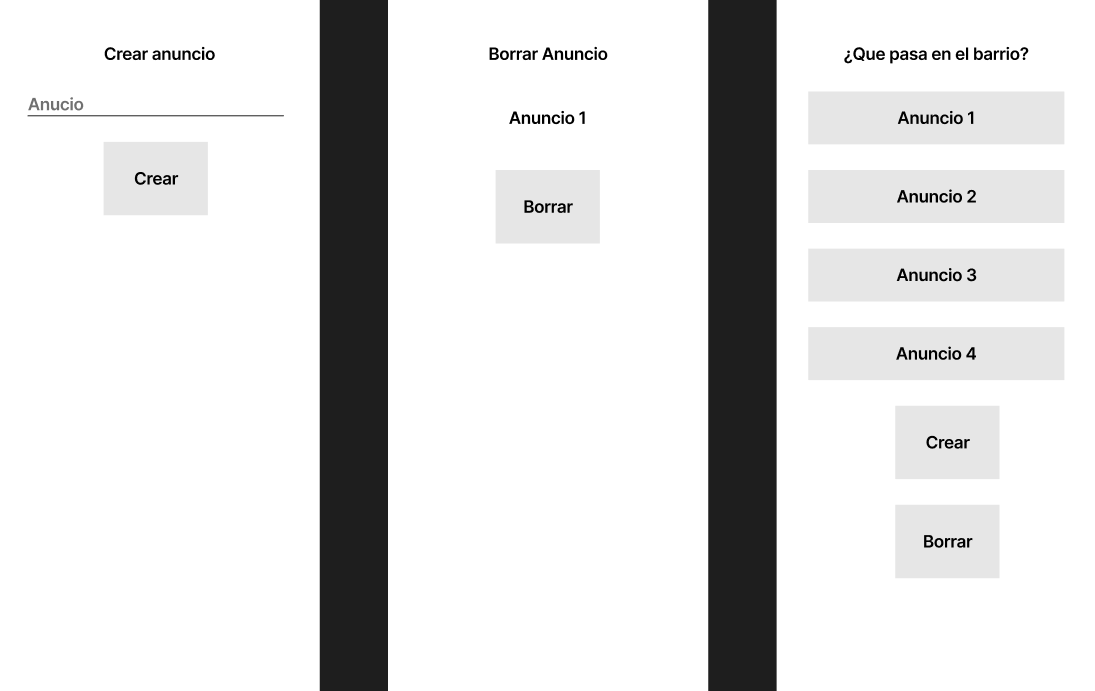 Crear anuncio
Anucio
Crear
Borrar Anuncio
Anuncio 1
Borrar
¿Que pasa en el barrio?
Anuncio 1
Anuncio 2
Anuncio 3
Anuncio 4
Crear
Borrar